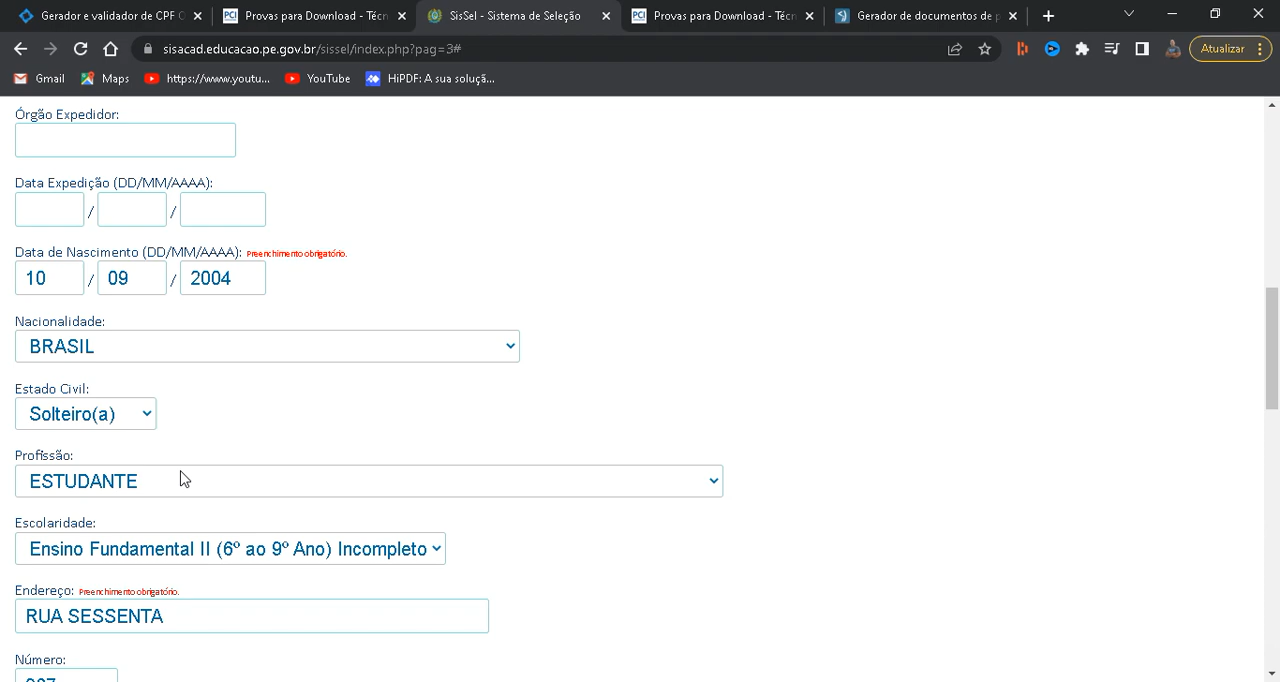 Gerador e validador de CPF C
Provas para Download - Técn
SisSel - Sistema de Seleção
Provas para Download - Técn
Gerador de documentos de p
sisacad.educacao.pe.gov.br/sissel/index.php?pag=3#
Atualizar
Gmail
Maps
https://www.youtu...
YouTube
HiPDF: A sua soluçã...
Órgão Expedidor:
Data Expedição (DD/MM/AAAA):
/ /
Data de Nascimento (DD/MM/AAAA): Preenchimento obrigatório.
10 / 09 / 2004
Nacionalidade:
BRASIL
Estado Civil:
Solteiro(a)
Profissão:
ESTUDANTE
Escolaridade:
Ensino Fundamental II (6º ao 9º Ano) Incompleto
Endereço: Preenchimento obrigatório.
RUA SESSENTA
Número: